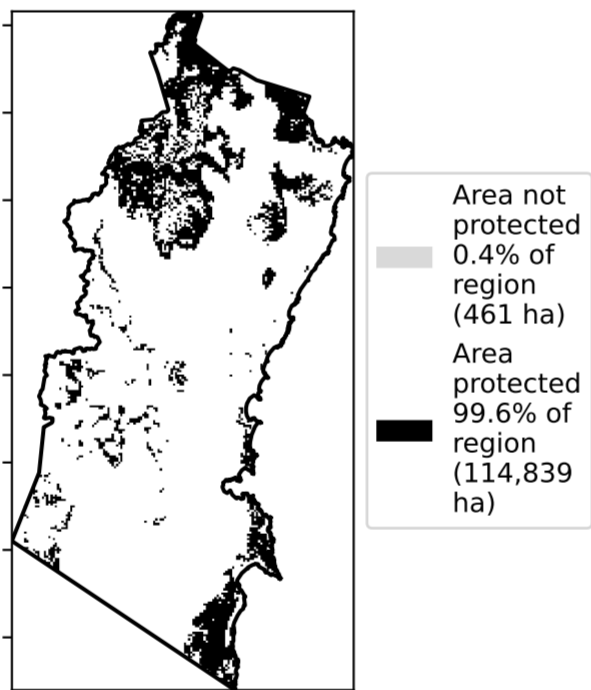 Area not
protected
0.4% of
region
(461 ha)
Area
protected
99.6% of
region
(114,839
ha)